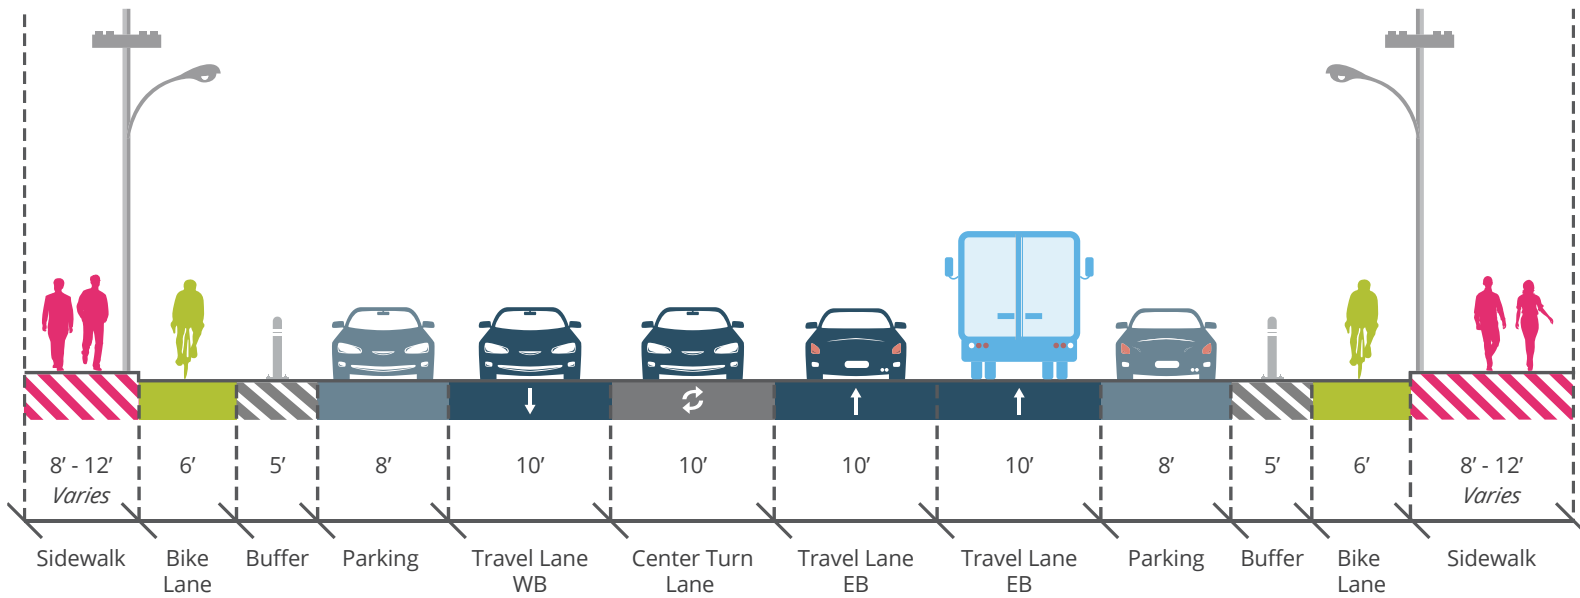 8’ - 12’ 6’ 5’ 8’ 10’ 10’ 10’ 10’ 8’ 5’ 6’ 8’ - 12’
Varies Varies
Sidewalk Bike Buffer Parking Travel Lane Center Turn Travel Lane Travel Lane Parking Buffer Bike Sidewalk
Lane WB Lane EB EB Lane